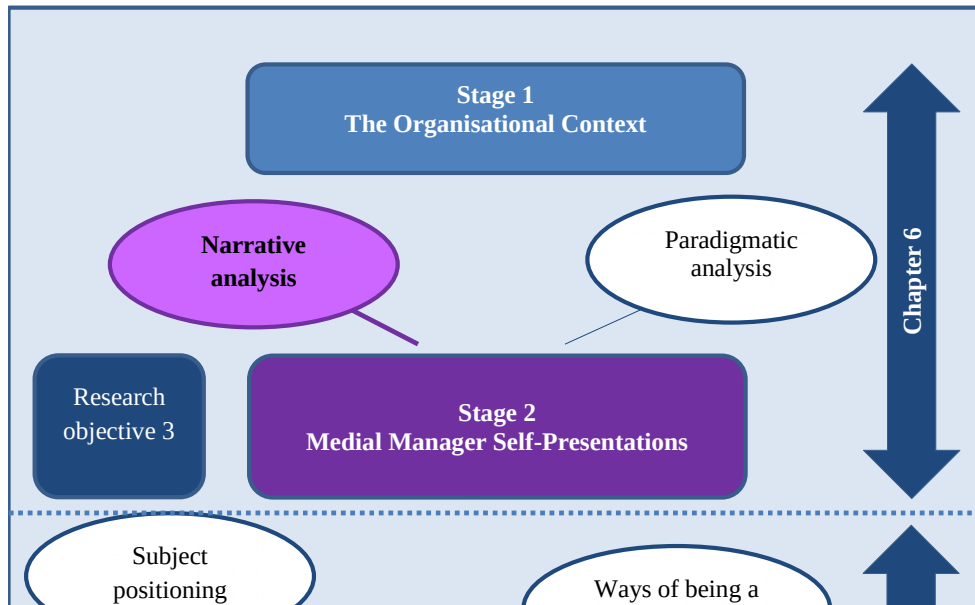 Stage 1
The Organisational Context
Narrative
analysis
Paradigmatic
analysis
Chapter 6
Research
objective 3
Stage 2
Medial Manager Self-Presentations
Subject
positioning
Ways of being a